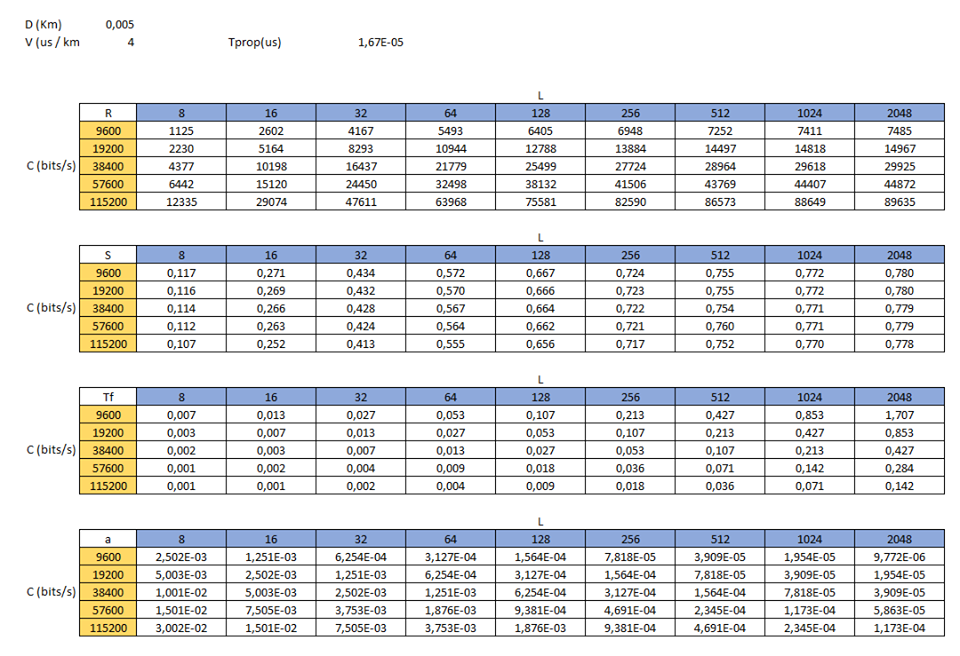 D (Km) 0,005
V (us / km 4 Tprop(us) 1,67E-05
L
R 8 16 32 64 128 256 512 1024 2048
9600 1125 2602 4167 5493 6405 6948 7252 7411 7485
19200 2230 5164 8293 10944 12788 13884 14497 14818 14967
C (bits/s) 38400 4377 10198 16437 21779 25499 27724 28964 29618 29925
57600 6442 15120 24450 32498 38132 41506 43769 44407 44872
115200 12335 29074 47611 63968 75581 82590 86573 88649 89635
L
S 8 16 32 64 128 256 512 1024 2048
9600 0,117 0,271 0,434 0,572 0,667 0,724 0,755 0,772 0,780
19200 0,116 0,269 0,432 0,570 0,666 0,723 0,755 0,772 0,780
C (bits/s) 38400 0,114 0,266 0,428 0,567 0,664 0,722 0,754 0,771 0,779
57600 0,112 0,263 0,424 0,564 0,662 0,721 0,760 0,771 0,779
115200 0,107 0,252 0,413 0,555 0,656 0,717 0,752 0,770 0,778
L
Tf 8 16 32 64 128 256 512 1024 2048
9600 0,007 0,013 0,027 0,053 0,107 0,213 0,427 0,853 1,707
19200 0,003 0,007 0,013 0,027 0,053 0,107 0,213 0,427 0,853
C (bits/s) 38400 0,002 0,003 0,007 0,013 0,027 0,053 0,107 0,213 0,427
57600 0,001 0,002 0,004 0,009 0,018 0,036 0,071 0,142 0,284
115200 0,001 0,001 0,002 0,004 0,009 0,018 0,036 0,071 0,142
L
a 8 16 32 64 128 256 512 1024 2048
9600 2,502E-03 1,251E-03 6,254E-04 3,127E-04 1,564E-04 7,818E-05 3,909E-05 1,954E-05 9,772E-06
19200 5,003E-03 2,502E-03 1,251E-03 6,254E-04 3,127E-04 1,564E-04 7,818E-05 3,909E-05 1,954E-05
C (bits/s) 38400 1,001E-02 5,003E-03 2,502E-03 1,251E-03 6,254E-04 3,127E-04 1,564E-04 7,818E-05 3,909E-05
57600 1,501E-02 7,505E-03 3,753E-03 1,876E-03 9,381E-04 4,691E-04 2,345E-04 1,173E-04 5,863E-05
115200 3,002E-02 1,501E-02 7,505E-03 3,753E-03 1,876E-03 9,381E-04 4,691E-04 2,345E-04 1,173E-04